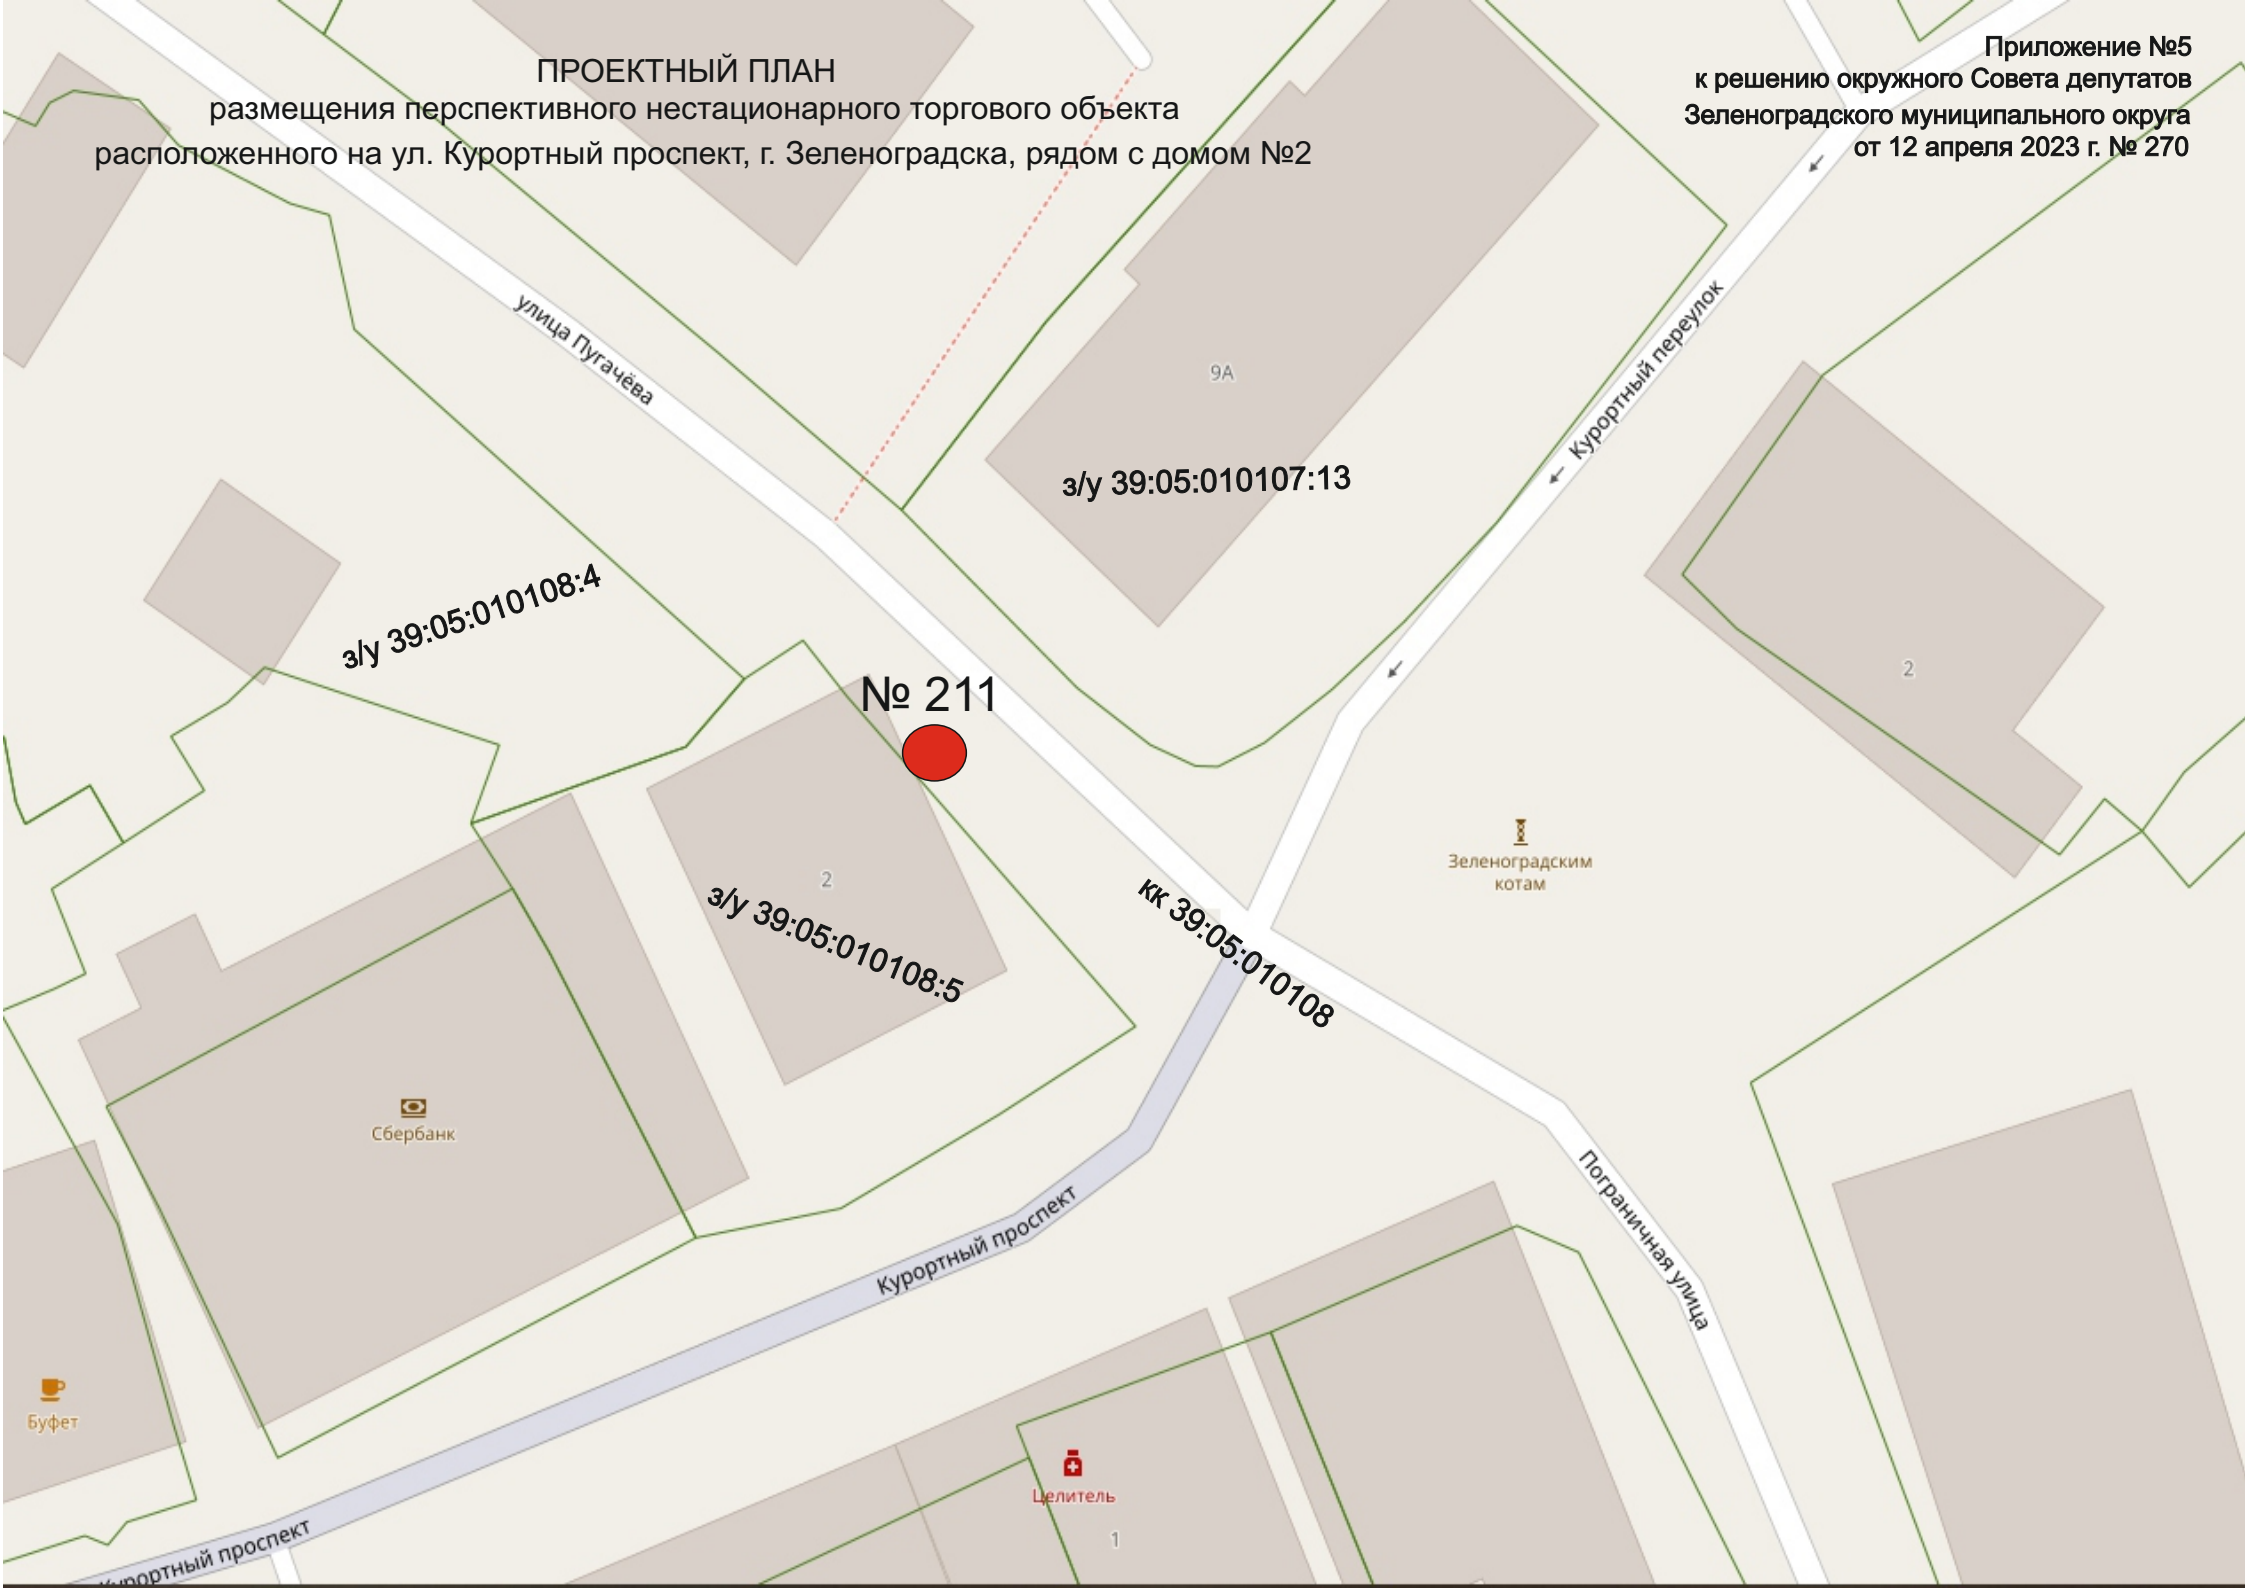 ПРОЕКТНЫЙ ПЛАН
размещения перспективного нестационарного торгового объекта
расположенного на ул. Курортный проспект, г. Зеленоградска, рядом с домом №2
Приложение №5
к решению окружного Совета депутатов
Зеленоградского муниципального округа
от 12 апреля 2023 г. № 270
улица Пугачёва
Курортный переулок
9А
з/у 39:05:010107:13
з/у 39:05:010108:4
№ 211
2
2
з/у 39:05:010108:5
Зеленоградским
котам
кк 39:05:010108
Сбербанк
Курортный проспект
Пограничная улица
Буфет
Целитель
1
Курортный проспект